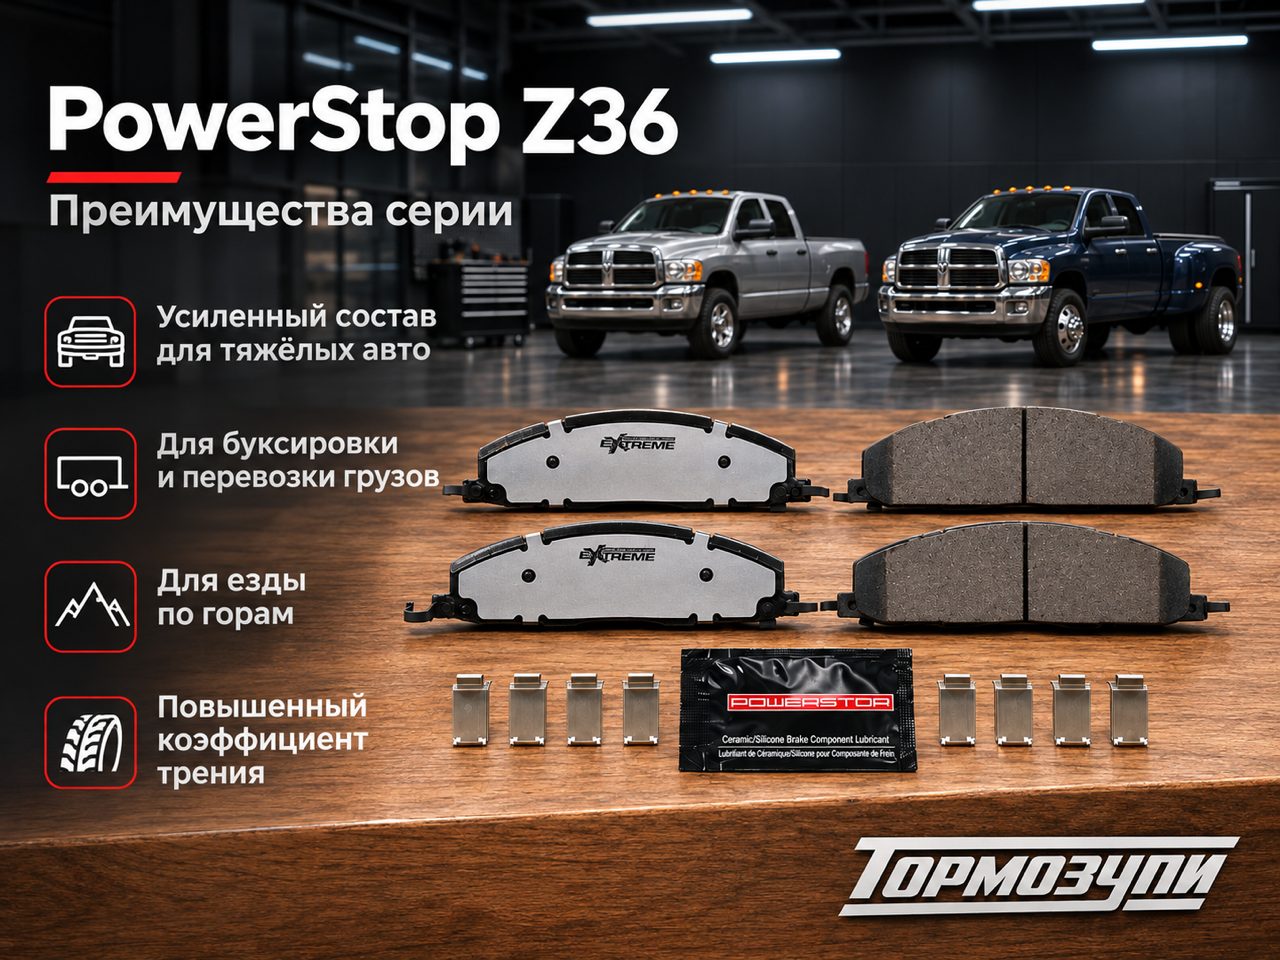 PowerStop Z36
Преимущества серии
Усиленный состав
для тяжёлых авто
Для буксировки
и перевозки грузов
Для езды
по горам
Повышенный
коэффициент
трения
EXTREME
EXTREME
POWERSTOP
Ceramic/Silicone Brake Component Lubricant
Lubrifiant de Céramique/Silicone pour Composante de Frein
ТОРМОЗУПИ